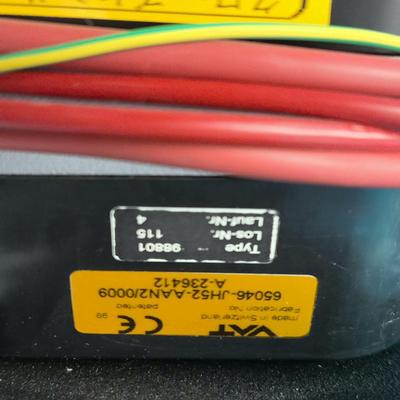 VAT
made in Switzerland
Fabrication No
CE 99
patented
65046-JH52-AAN2/0009
A-236412
Type 98801
Los-Nr. 115
Lauf-Nr. 4